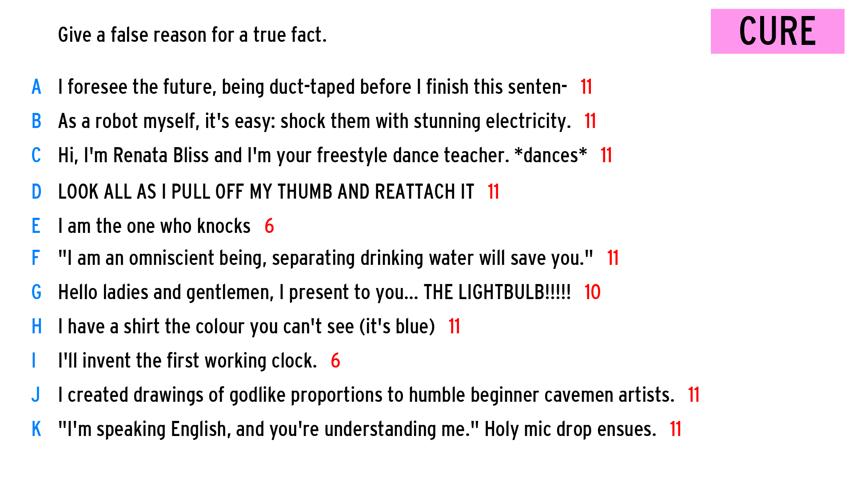 Give a false reason for a true fact.
CURE
A I foresee the future, being duct-taped before I finish this senten- 11
B As a robot myself, it's easy: shock them with stunning electricity. 11
C Hi, I'm Renata Bliss and I'm your freestyle dance teacher. *dances* 11
D LOOK ALL AS I PULL OFF MY THUMB AND REATTACH IT 11
E I am the one who knocks 6
F "I am an omniscient being, separating drinking water will save you." 11
G Hello ladies and gentlemen, I present to you... THE LIGHTBULB!!!!! 10
H I have a shirt the colour you can't see (it's blue) 11
I I'll invent the first working clock. 6
J I created drawings of godlike proportions to humble beginner cavemen artists. 11
K "I'm speaking English, and you're understanding me." Holy mic drop ensues. 11